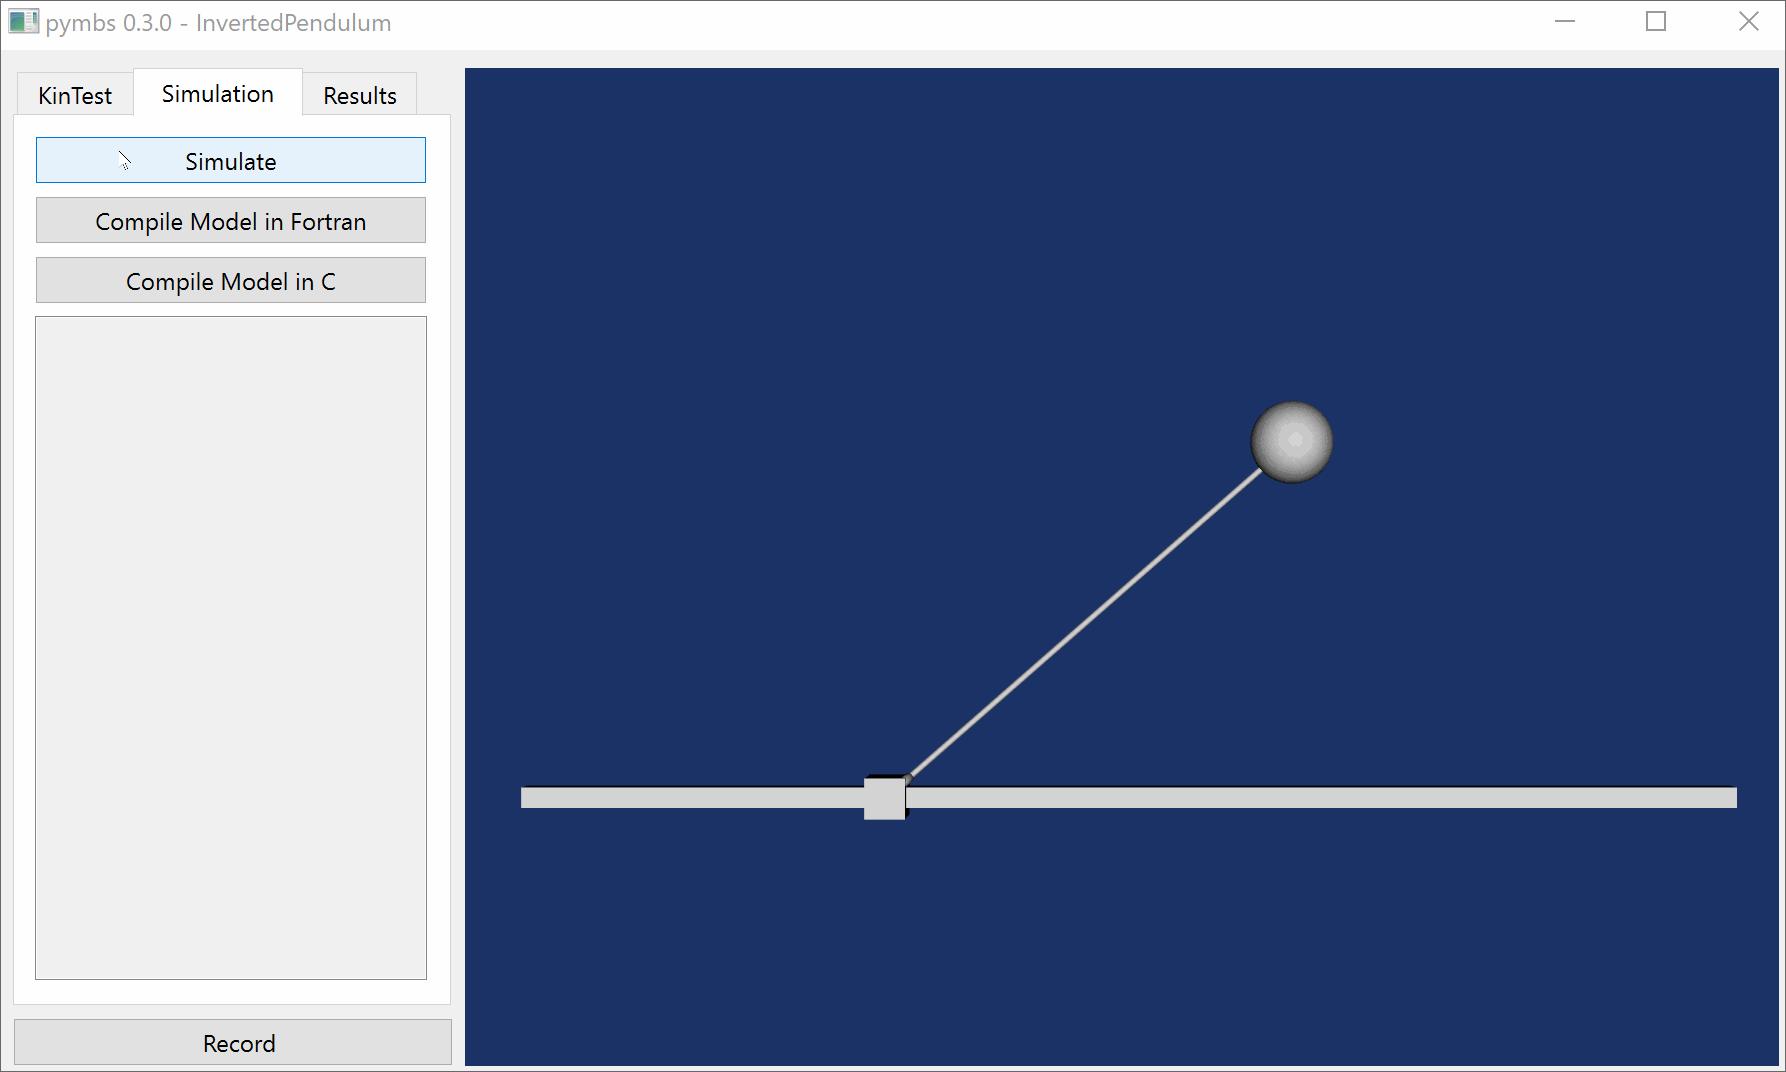 pymbs 0.3.0 - InvertedPendulum
KinTest
Simulation
Results
Simulate
Compile Model in Fortran
Compile Model in C
Record